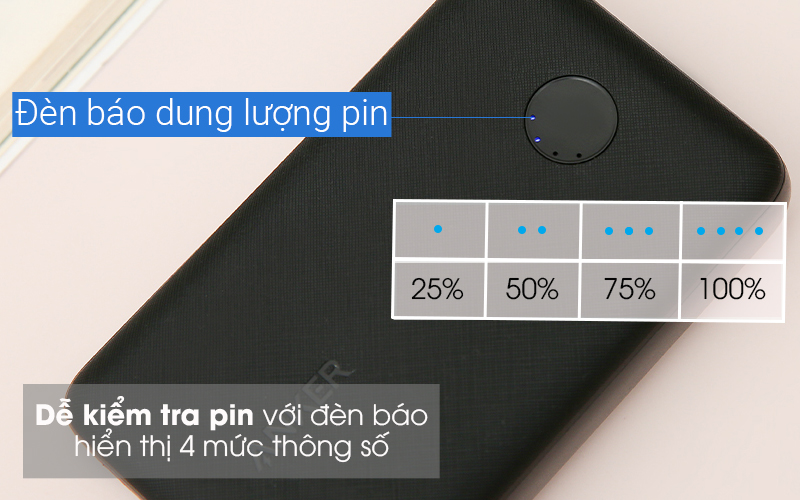 Đèn báo dung lượng pin
25% 50% 75% 100%
ANKER
Dễ kiểm tra pin với đèn báo
hiển thị 4 mức thông số